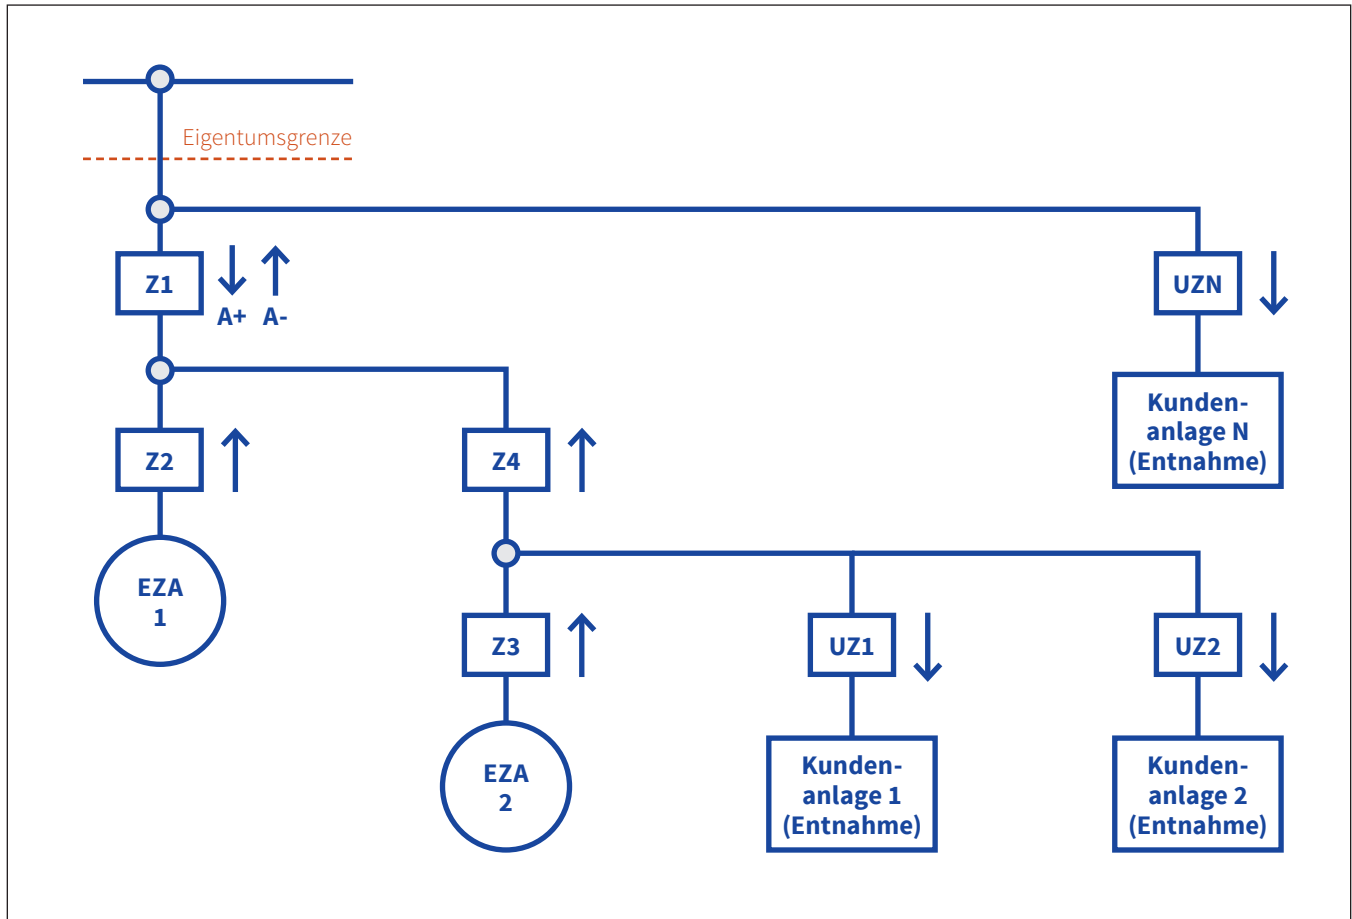 Eigentumsgrenze
Z1
A+ A-
UZN
Kunden-
anlage N
(Entnahme)
Z2
Z4
EZA
1
Z3
UZ1
UZ2
EZA
2
Kunden-
anlage 1
(Entnahme)
Kunden-
anlage 2
(Entnahme)